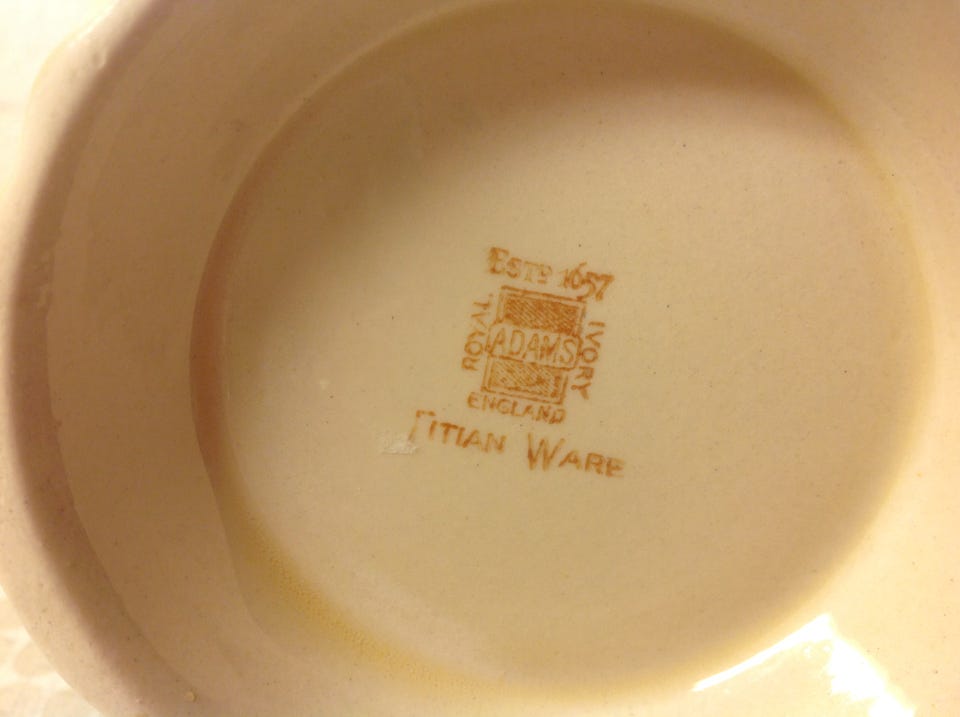 ESTD 1657
ROYAL
ADAMS
IVORY
ENGLAND
TITIAN WARE